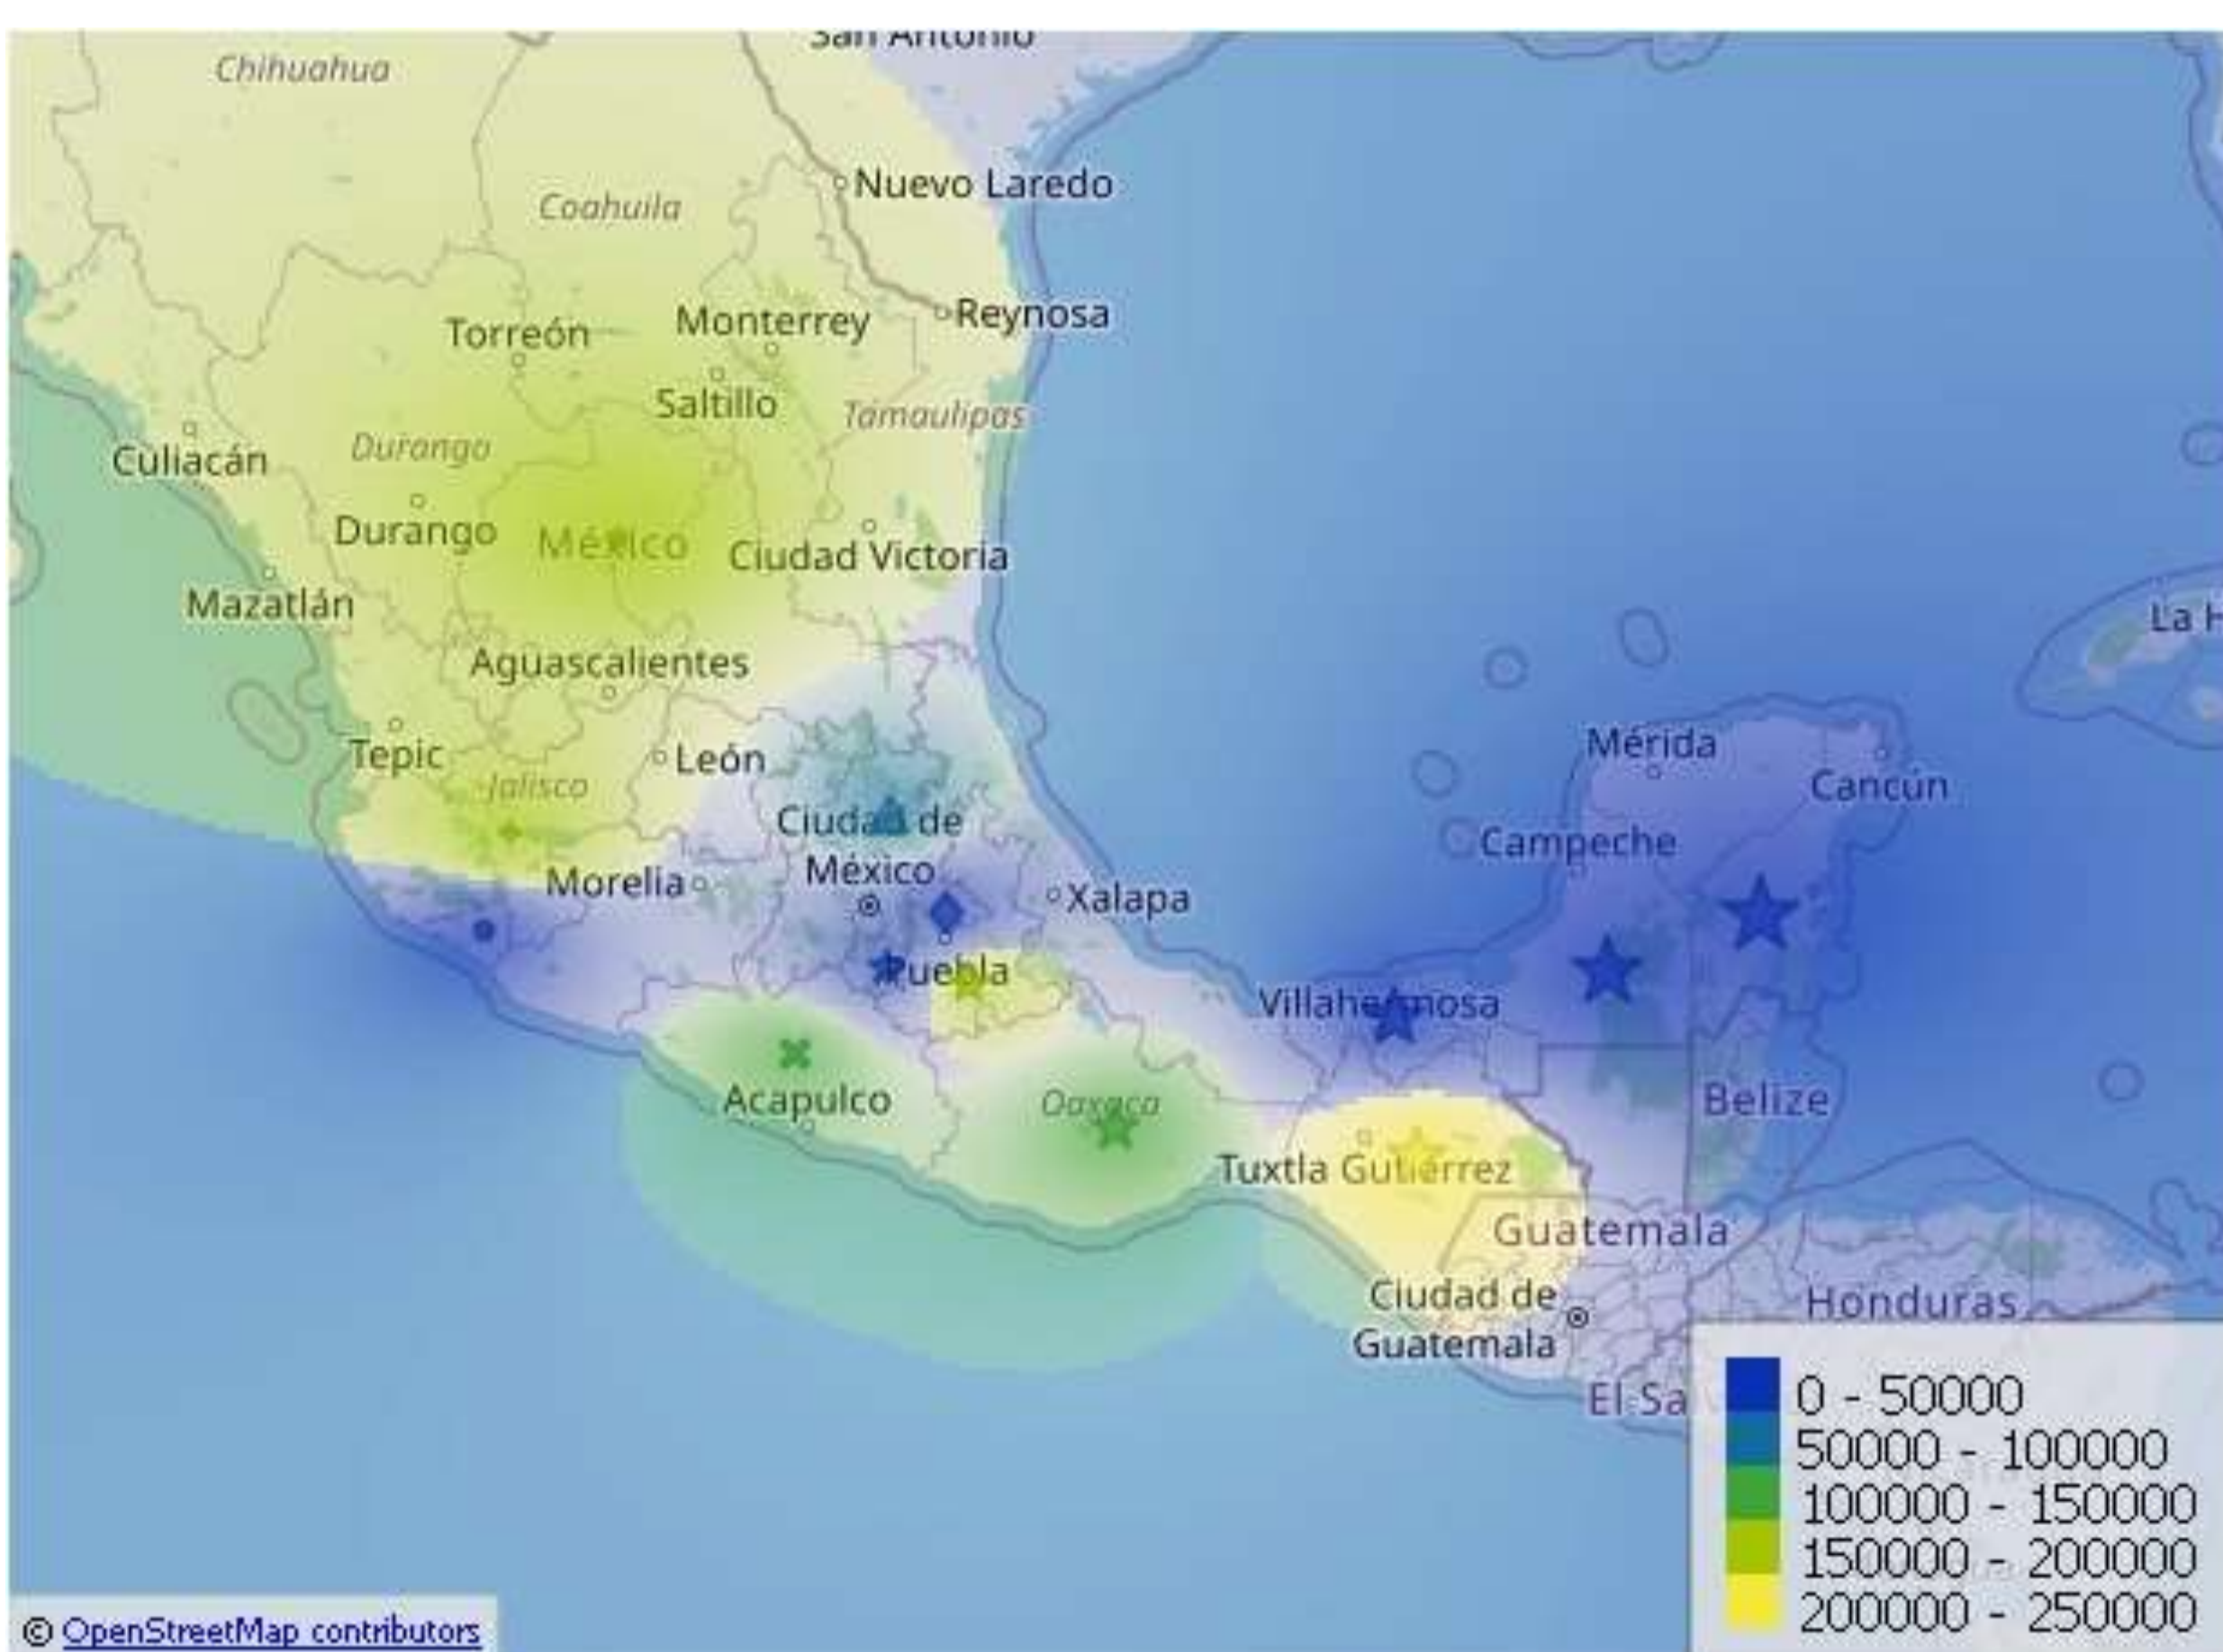 San Antonio
Chihuahua
Nuevo Laredo
Coahuila
Reynosa
Torreón
Monterrey
Saltillo
Tamaulipas
Durango
Culiacán
Durango
México
Ciudad Victoria
Mazatlán
La H
Aguascalientes
Tepic
León
Jalisco
Mérida
Cancún
Ciudad de
México
Campeche
Morelia
Xalapa
Puebla
Villahermosa
Acapulco
Oaxaca
Belize
Tuxtla Gutiérrez
Guatemala
Ciudad de
Guatemala
Honduras
El Sa
0 - 50000
50000 - 100000
100000 - 150000
150000 - 200000
200000 - 250000
© OpenStreetMap contributors